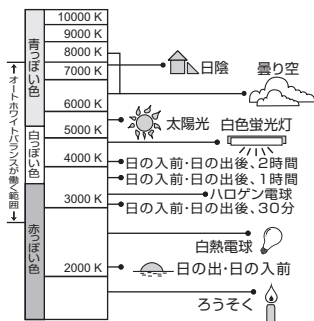 オートホワイトバランスが働く範囲
青っぽい色
白っぽい色
赤っぽい色
10000 K
9000 K
8000 K
7000 K
6000 K
5000 K
4000 K
3000 K
2000 K
日陰
曇り空
太陽光
白色蛍光灯
日の入前·日の出後、2時間
日の入前·日の出後、1時間
ハロゲン電球
日の入前·日の出後、30分
白熱電球
日の出·日の入前
ろうそく